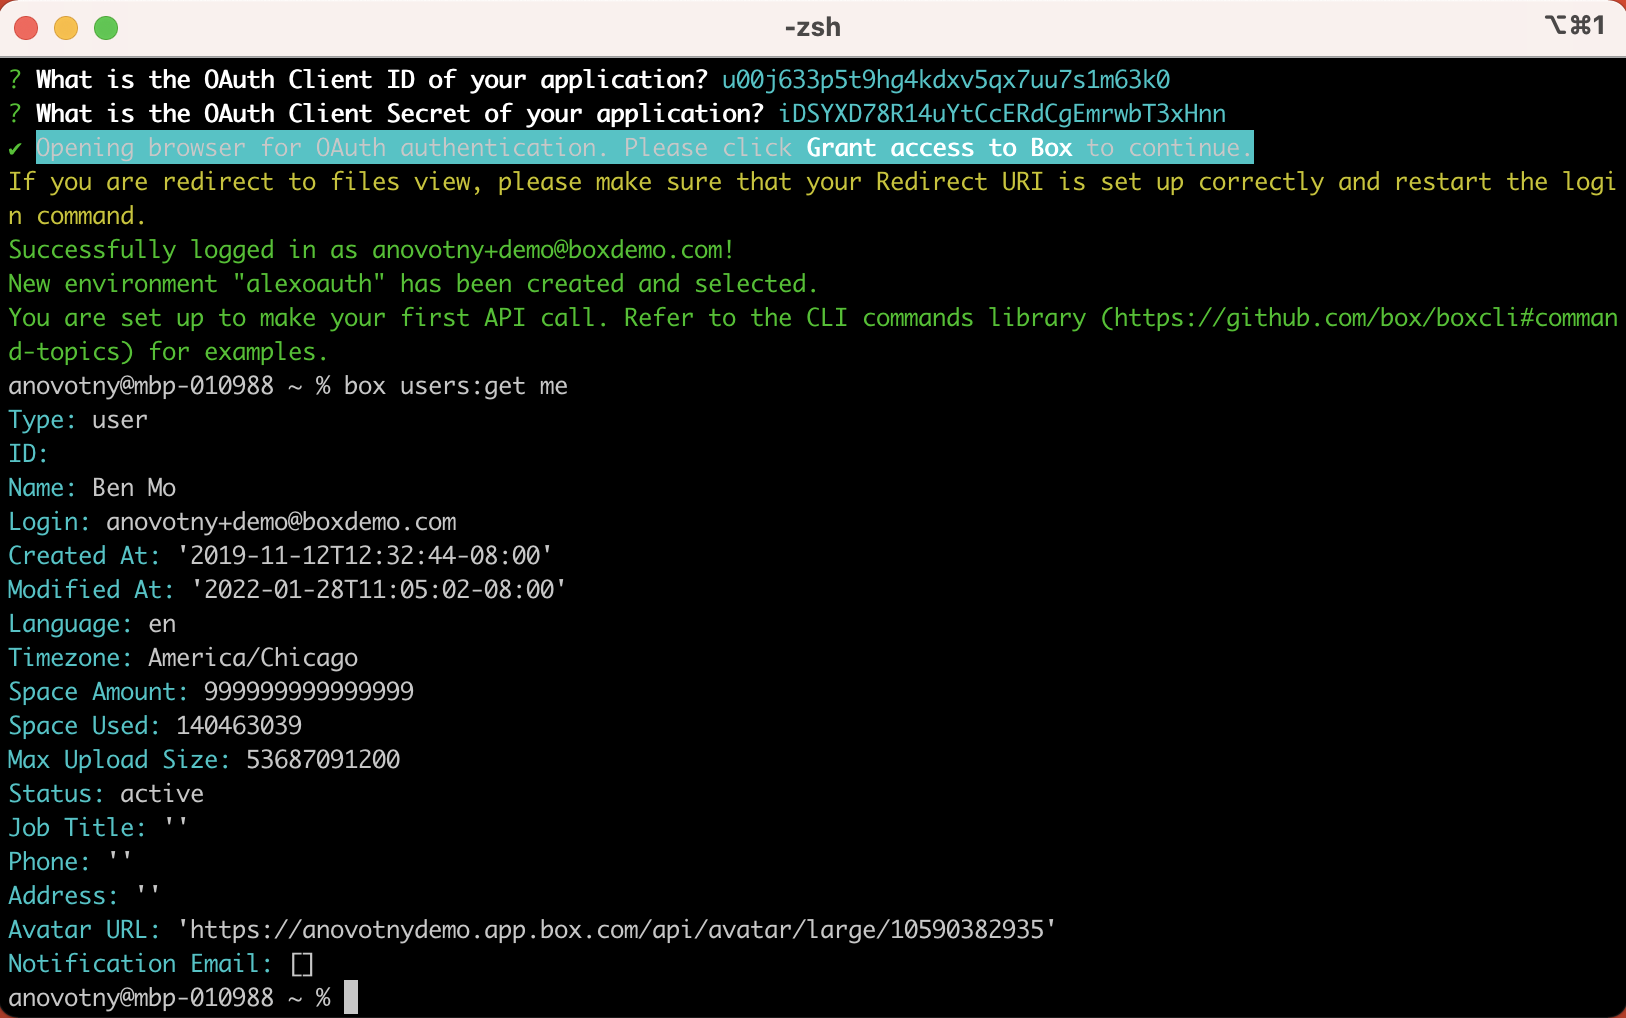 -zsh
⌥⌘1
? What is the OAuth Client ID of your application? u00j633p5t9hg4kdxv5qx7uu7s1m63k0
? What is the OAuth Client Secret of your application? iDSYXD78R14uYtCcERdCgEmrwbT3xHnn
✔ Opening browser for OAuth authentication. Please click Grant access to Box to continue.
If you are redirect to files view, please make sure that your Redirect URI is set up correctly and restart the logi
n command.
Successfully logged in as anovotny+demo@boxdemo.com!
New environment "alexoauth" has been created and selected.
You are set up to make your first API call. Refer to the CLI commands library (https://github.com/box/boxcli#comman
d-topics) for examples.
anovotny@mbp-010988 ~ % box users:get me
Type: user
ID:
Name: Ben Mo
Login: anovotny+demo@boxdemo.com
Created At: '2019-11-12T12:32:44-08:00'
Modified At: '2022-01-28T11:05:02-08:00'
Language: en
Timezone: America/Chicago
Space Amount: 999999999999999
Space Used: 140463039
Max Upload Size: 53687091200
Status: active
Job Title: ''
Phone: ''
Address: ''
Avatar URL: 'https://anovotnydemo.app.box.com/api/avatar/large/10590382935'
Notification Email: []
anovotny@mbp-010988 ~ %